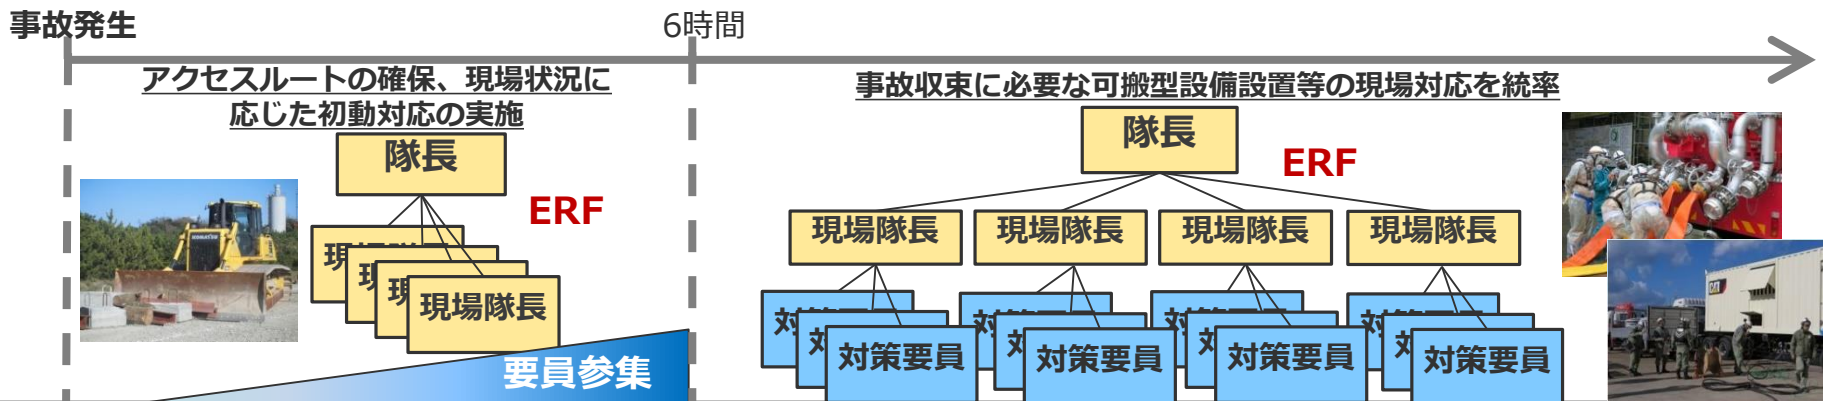 事故発生
6時間
アクセスルートの確保、現場状況に
応じた初動対応の実施
事故収束に必要な可搬型設備設置等の現場対応を統率
隊長
ERF
現場隊長
要員参集
隊長
ERF
現場隊長
現場隊長
現場隊長
現場隊長
対策要員
対策要員
対策要員
対策要員
KOMATSU
CAT